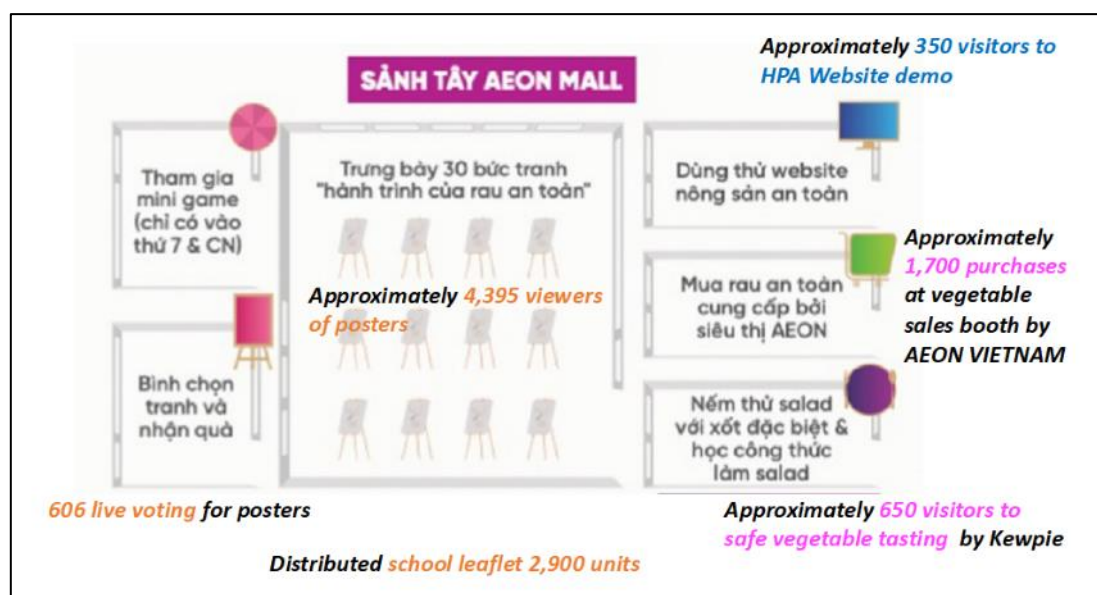 Approximately 350 visitors to
HPA Website demo
SẢNH TÂY AEON MALL
Tham gia
mini game
(chỉ có vào
thứ 7 & CN)
Trưng bày 30 bức tranh
"hành trình của rau an toàn"
Dùng thử website
nông sản an toàn
Approximately 4,395 viewers
of posters
Mua rau an toàn
cung cấp bởi
siêu thị AEON
Approximately
1,700 purchases
at vegetable
sales booth by
AEON VIETNAM
Bình chọn
tranh và
nhận quà
Nếm thử salad
với xốt đặc biệt &
học công thức
làm salad
606 live voting for posters
Approximately 650 visitors to
safe vegetable tasting by Kewpie
Distributed school leaflet 2,900 units